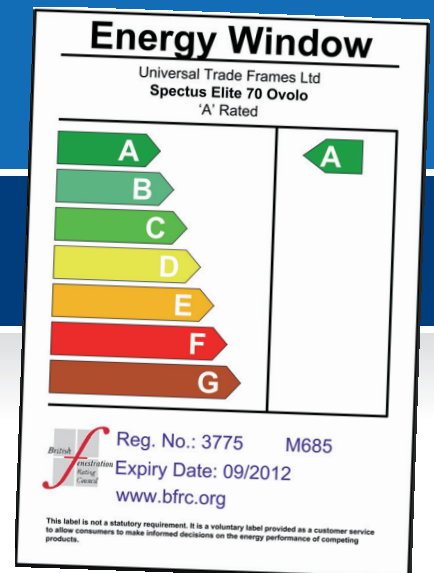 Energy Window
Universal Trade Frames Ltd
Spectus Elite 70 Ovolo
'A' Rated
A
A
B
C
D
E
F
G
British
fenestration
Rating
Council
Reg. No.: 3775 M685
Expiry Date: 09/2012
www.bfrc.org
This label is not a statutory requirement. It is a voluntary label provided as a customer service
to allow consumers to make informed decisions on the energy performance of competing
products.